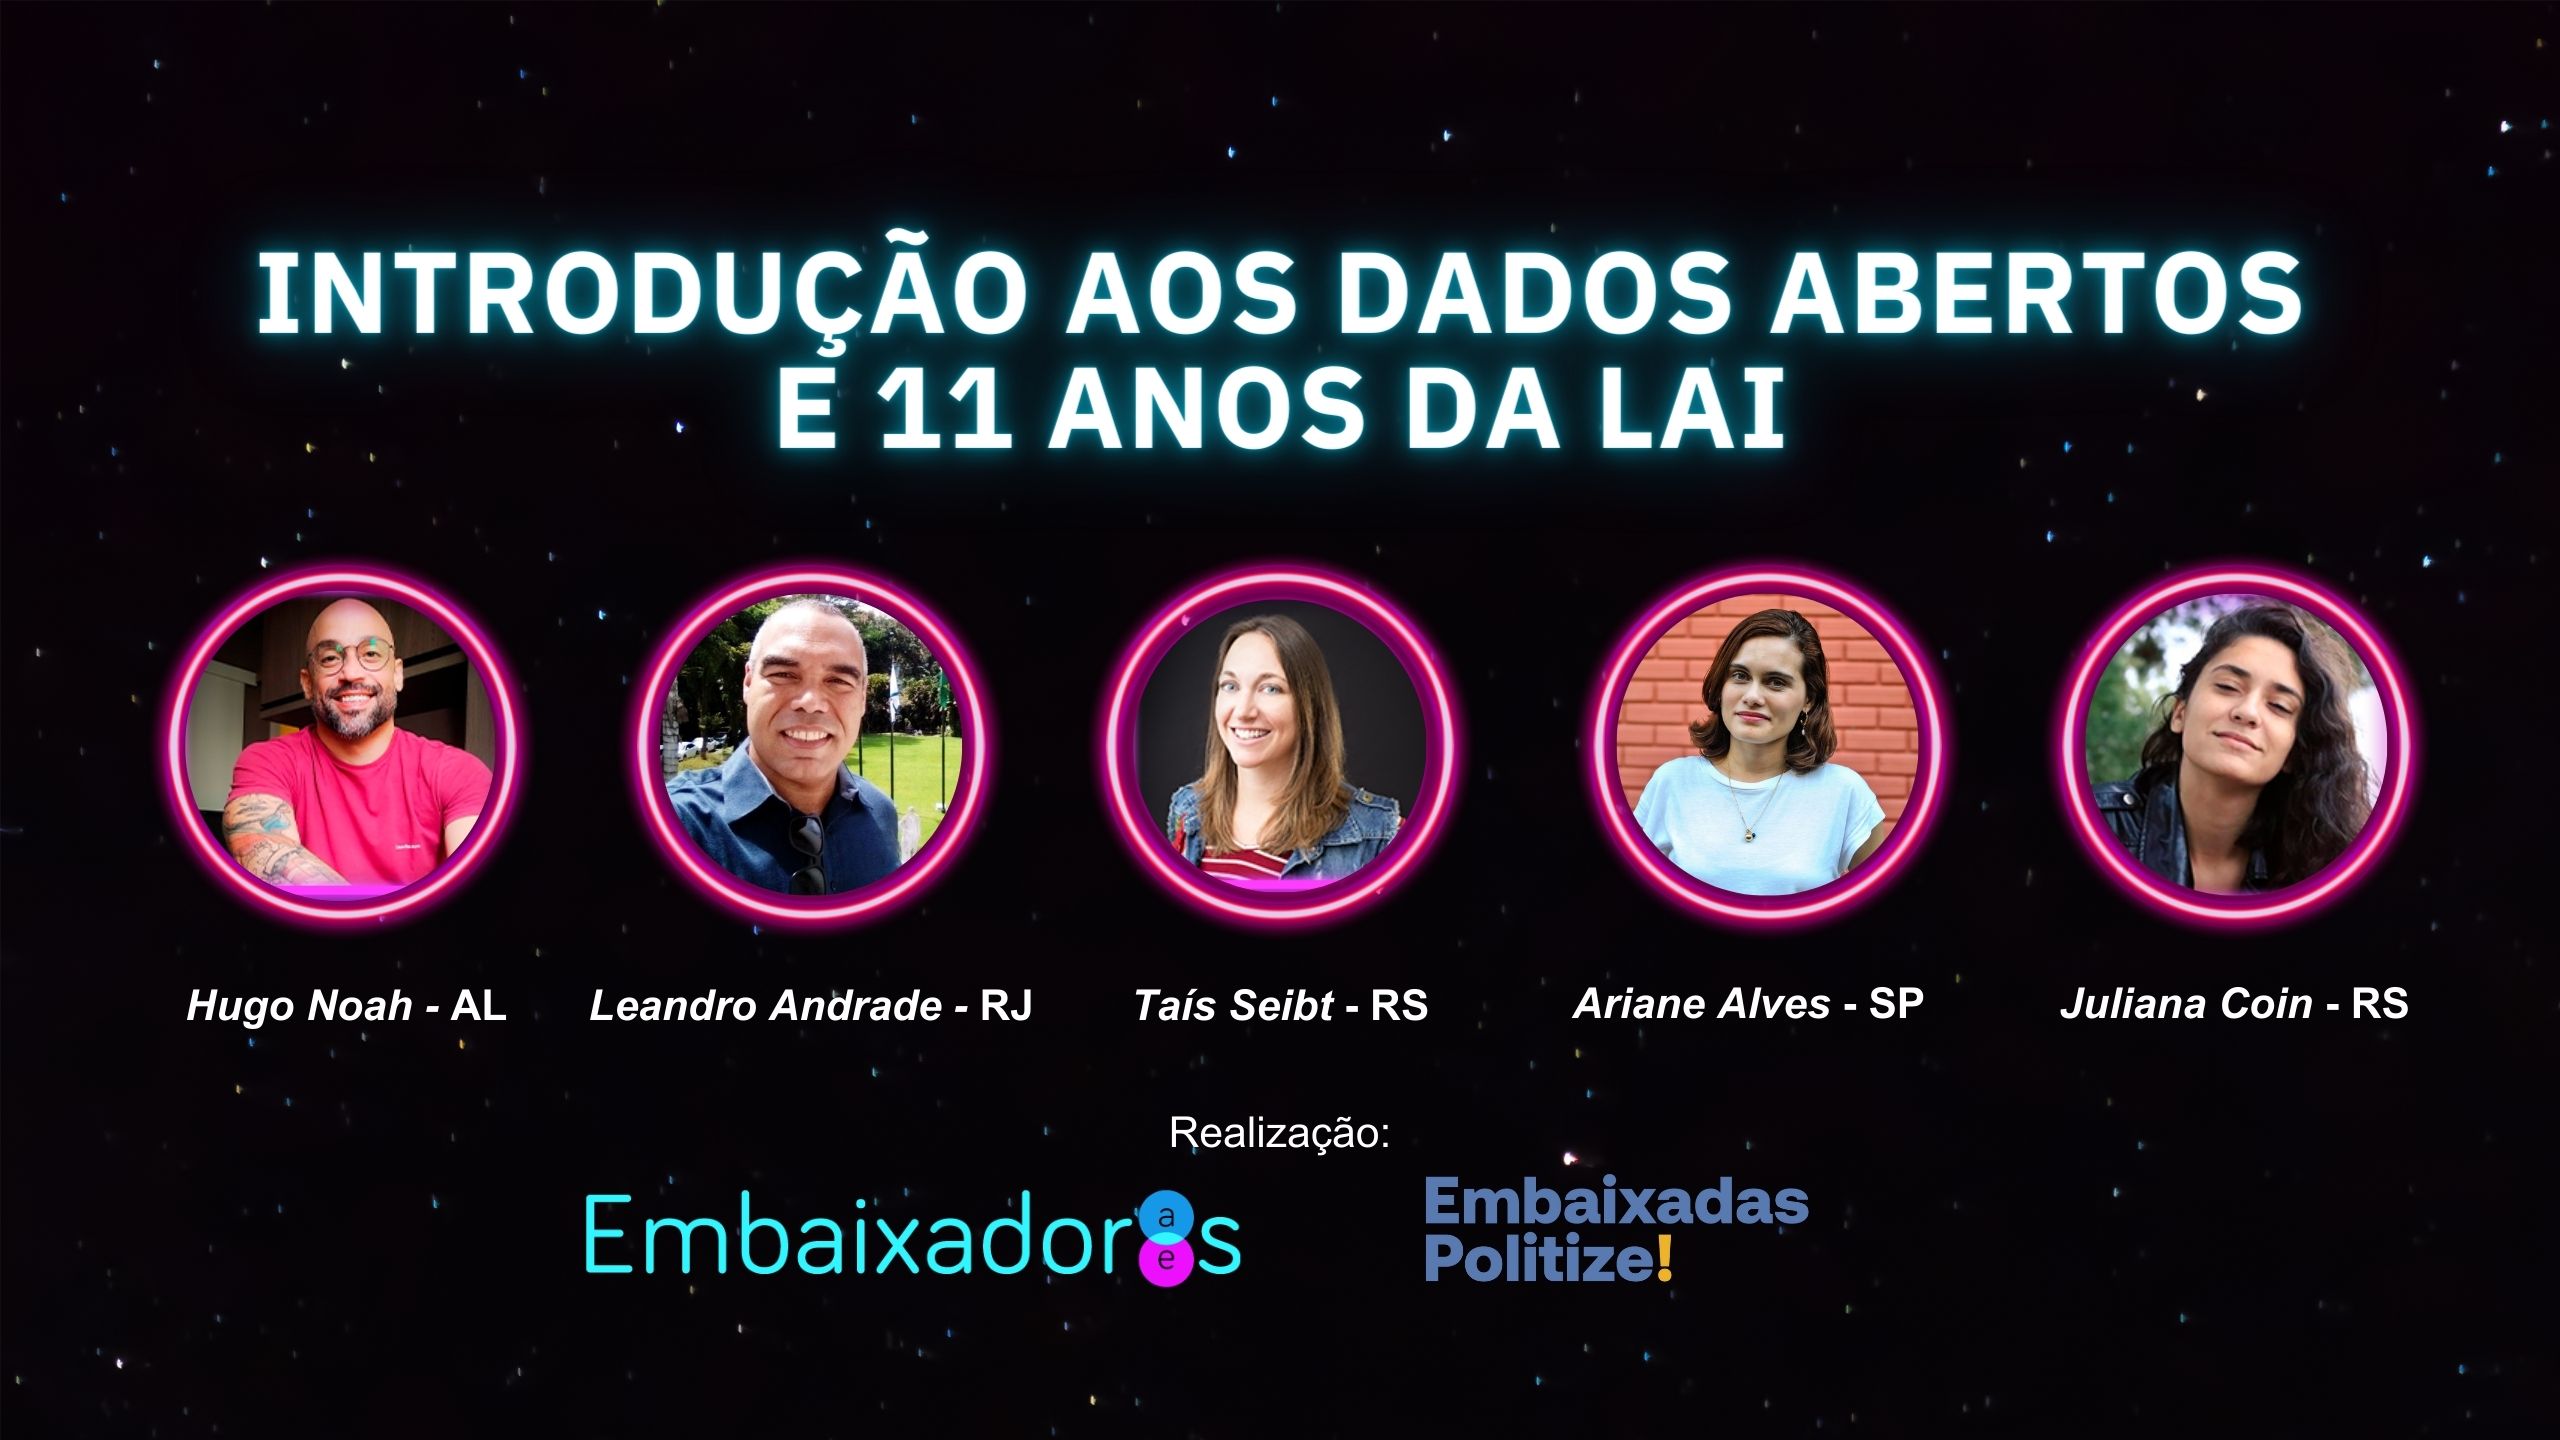 INTRODUÇÃO AOS DADOS ABERTOS
E 11 ANOS DA LAI
Hugo Noah - AL
Leandro Andrade - RJ
Taís Seibt - RS
Ariane Alves - SP
Juliana Coin - RS
Realização:
Embaixadoraes
Embaixadas
Politize!